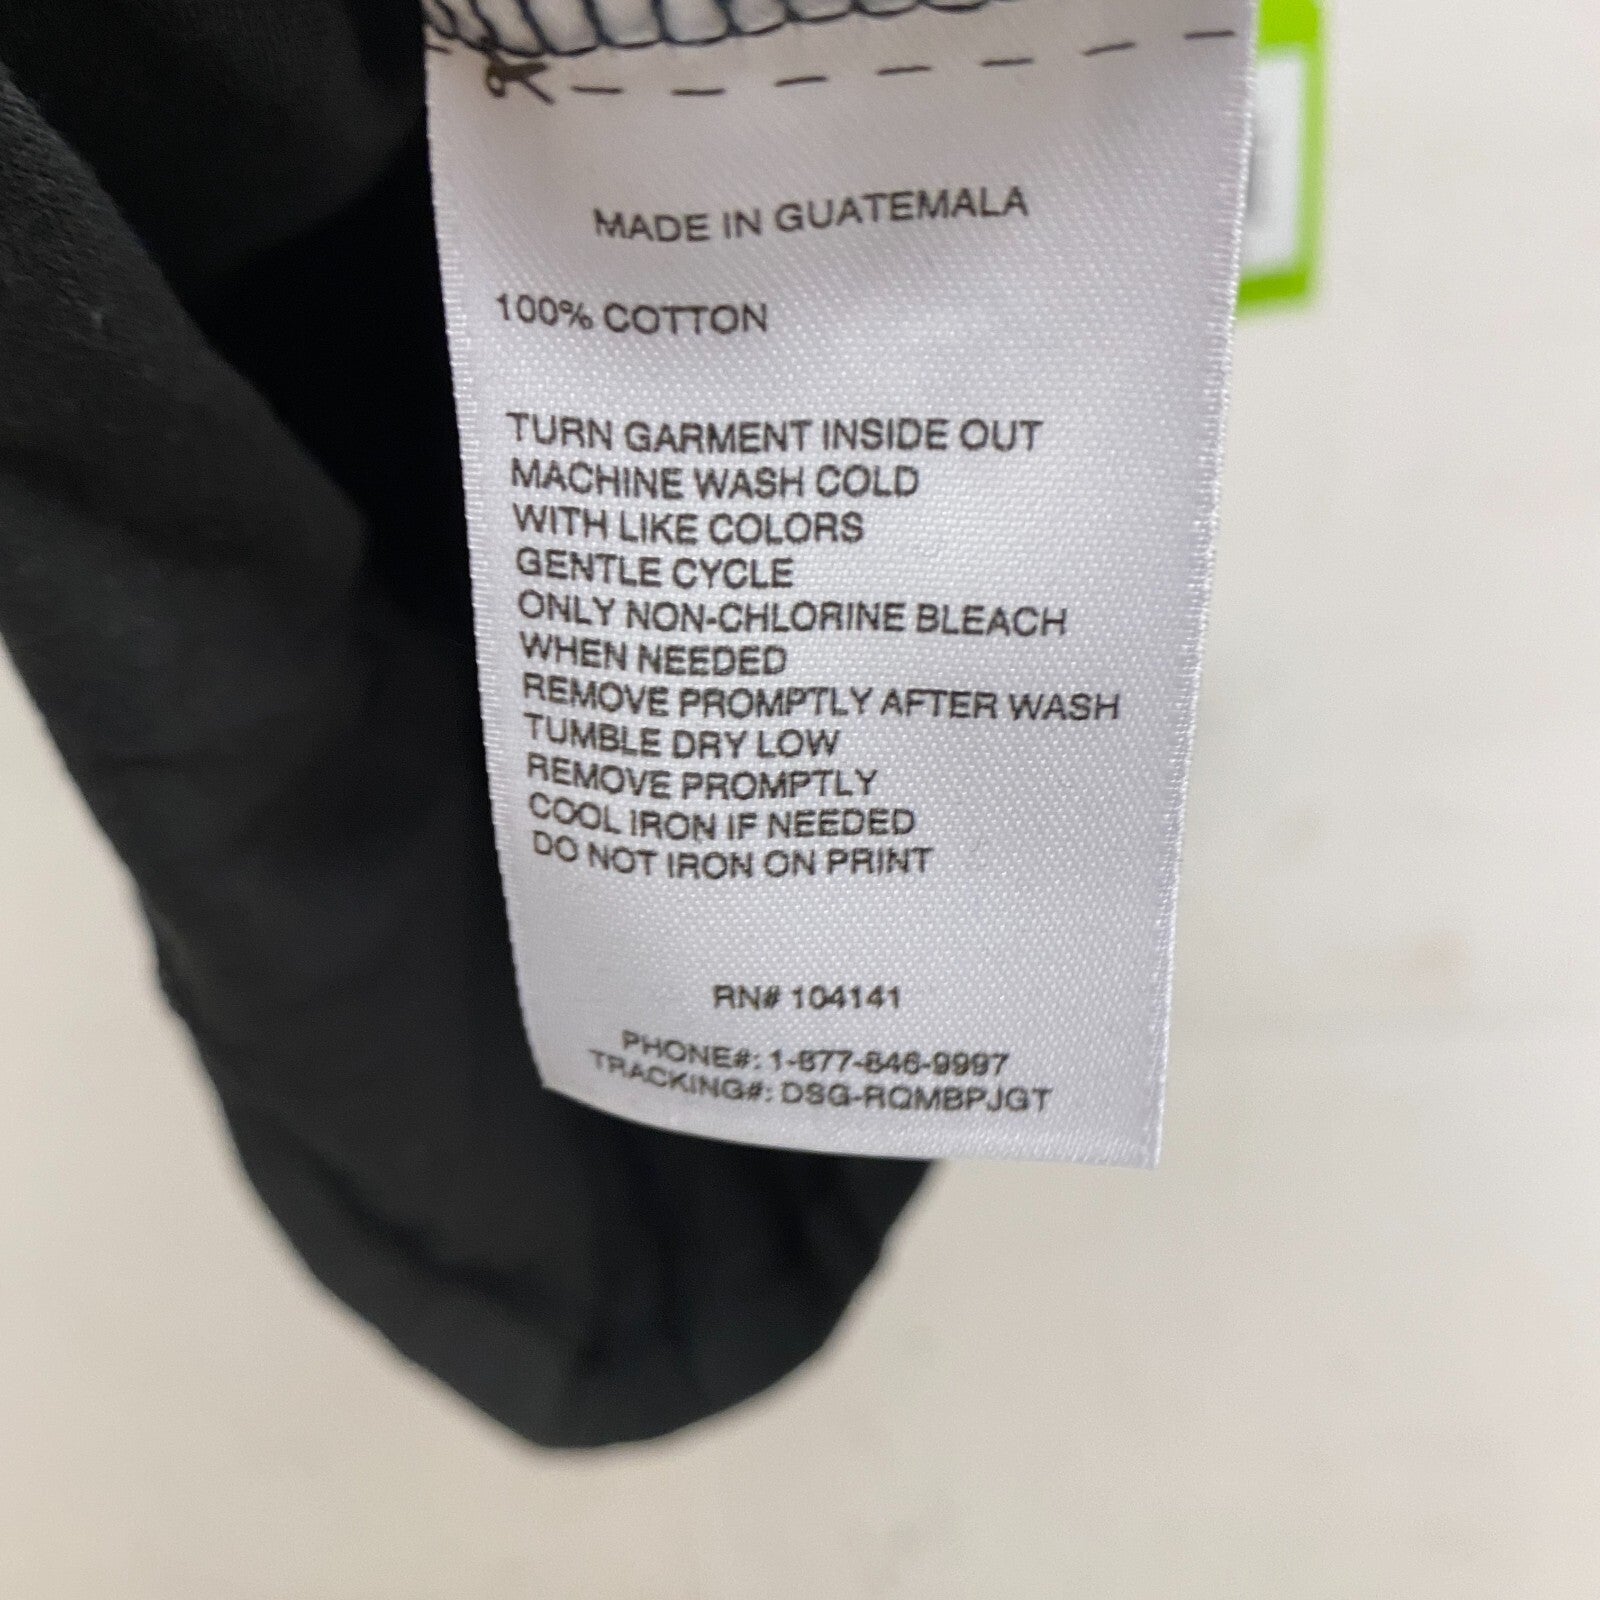 MADE IN GUATEMALA
100% COTTON
TURN GARMENT INSIDE OUT
MACHINE WASH COLD
WITH LIKE COLORS
GENTLE CYCLE
ONLY NON-CHLORINE BLEACH
WHEN NEEDED
REMOVE PROMPTLY AFTER WASH
TUMBLE DRY LOW
REMOVE PROMPTLY
COOL IRON IF NEEDED
DO NOT IRON ON PRINT
RN# 104141
PHONE#: 1-877-846-9997
TRACKING#: DSG-RQMBPJGT